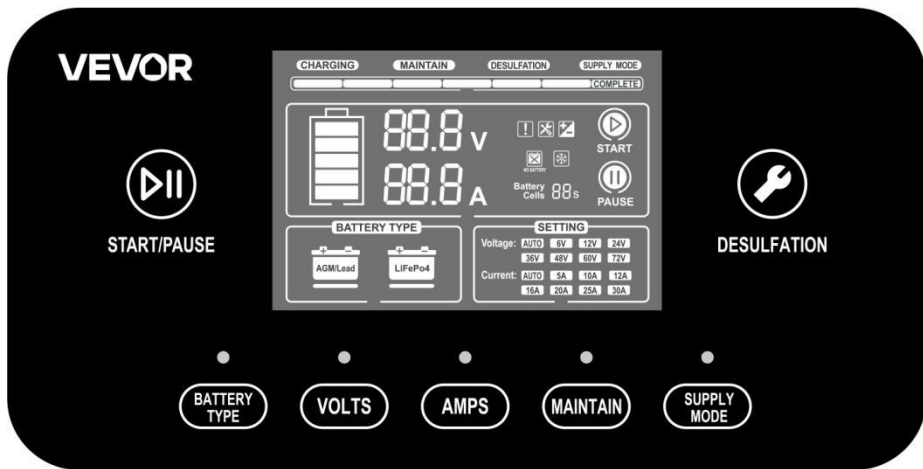 VEVOR
CHARGING MAINTAIN DESULFATION SUPPLY MODE
COMPLETE
88.8 V
START
NO BATTERY
88.8 A
Battery
Cells 88 s
PAUSE
START/PAUSE
DESULFATION
BATTERY TYPE
AGM/Lead LiFePo4
SETTING
Voltage: AUTO 6V 12V 24V
36V 48V 60V 72V
Current: AUTO 5A 10A 12A
16A 20A 25A 30A
BATTERY
TYPE
VOLTS
AMPS
MAINTAIN
SUPPLY
MODE